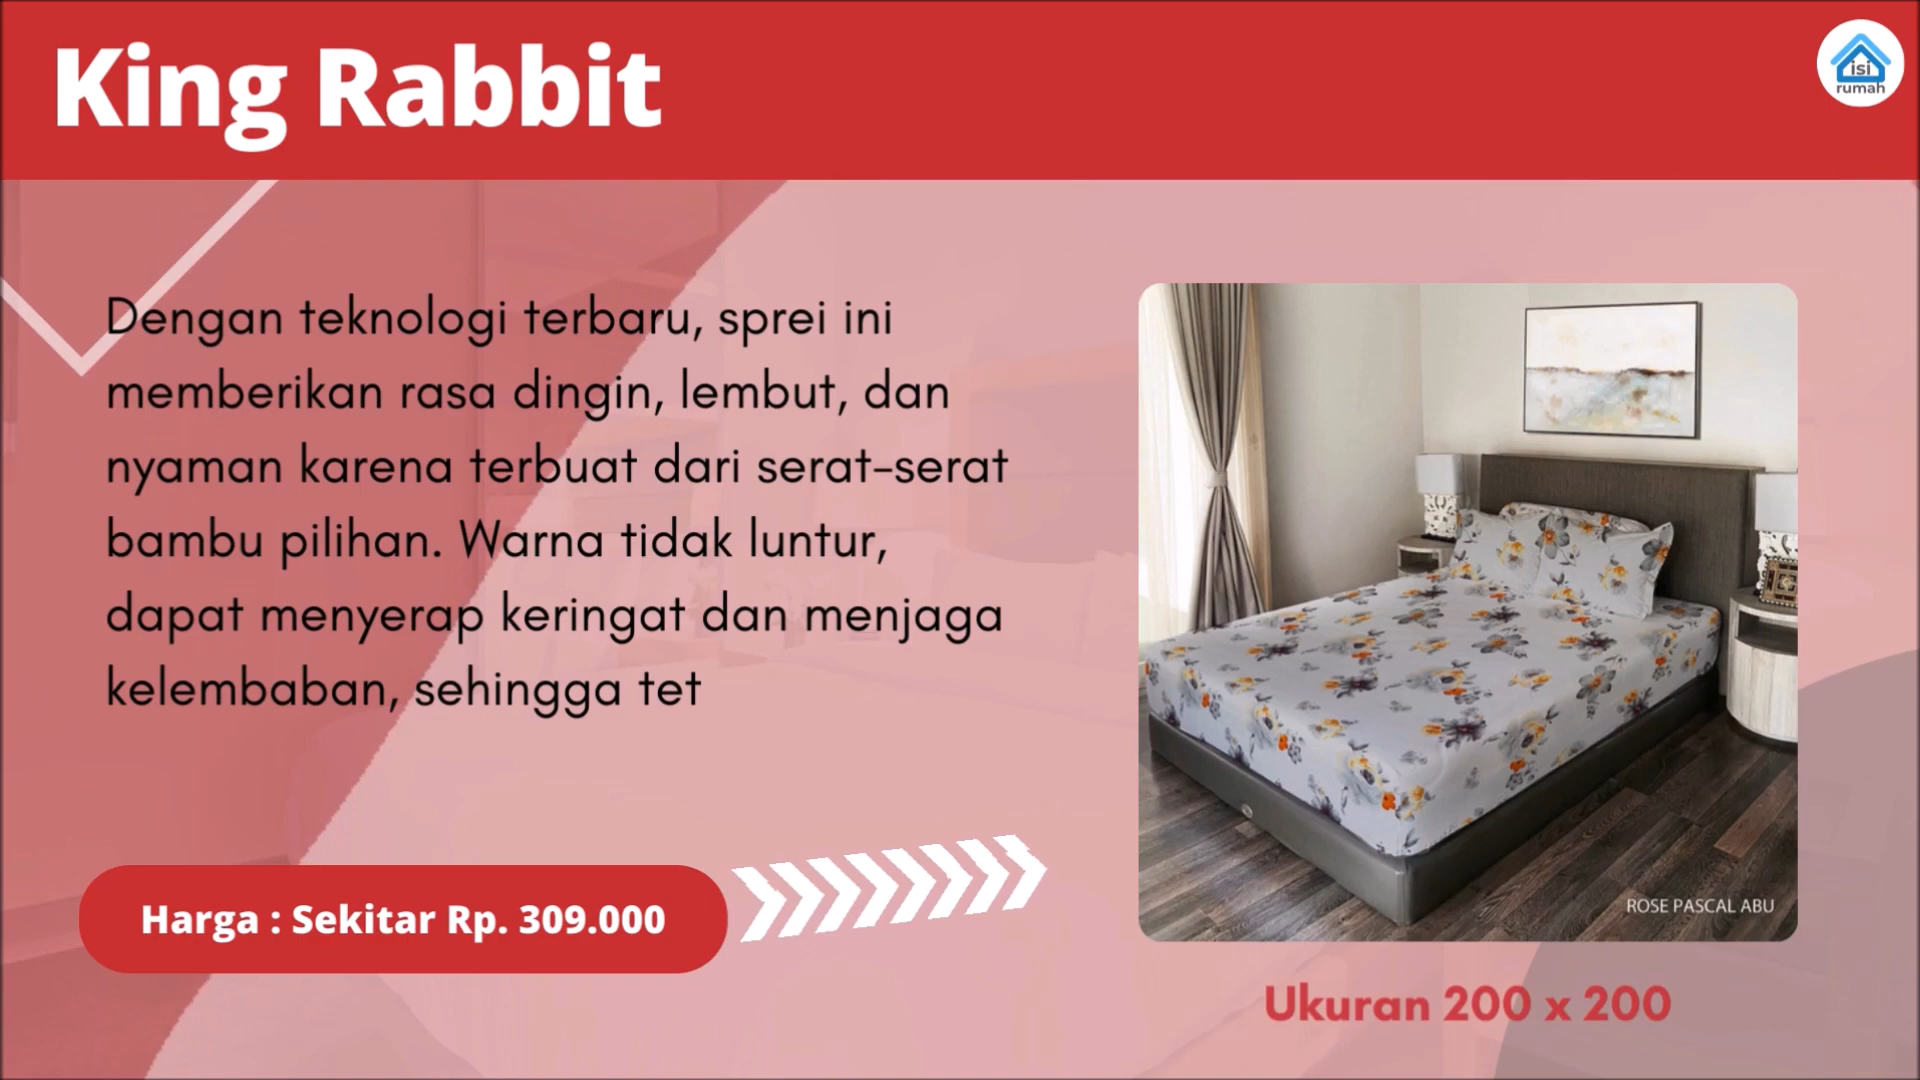 King Rabbit
isi
rumah
Dengan teknologi terbaru, sprei ini
memberikan rasa dingin, lembut, dan
nyaman karena terbuat dari serat-serat
bambu pilihan. Warna tidak luntur,
dapat menyerap keringat dan menjaga
kelembaban, sehingga tet
Harga : Sekitar Rp. 309.000
ROSE PASCAL ABU
Ukuran 200 x 200